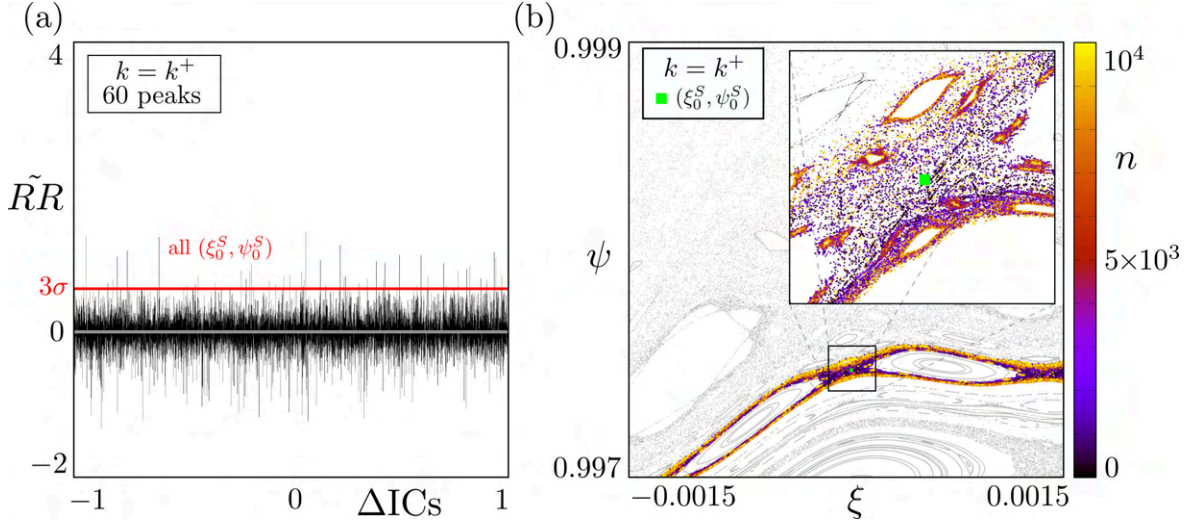 (a)
4
k = k⁺
60 peaks
R̃R
all (ξ₀ˢ, ψ₀ˢ)
3σ
0
−2
−1
0
ΔICs
1
(b)
0.999
k = k⁺
(ξ₀ˢ, ψ₀ˢ)
ψ
0.997
−0.0015
ξ
0.0015
10⁴
n
5×10³
0